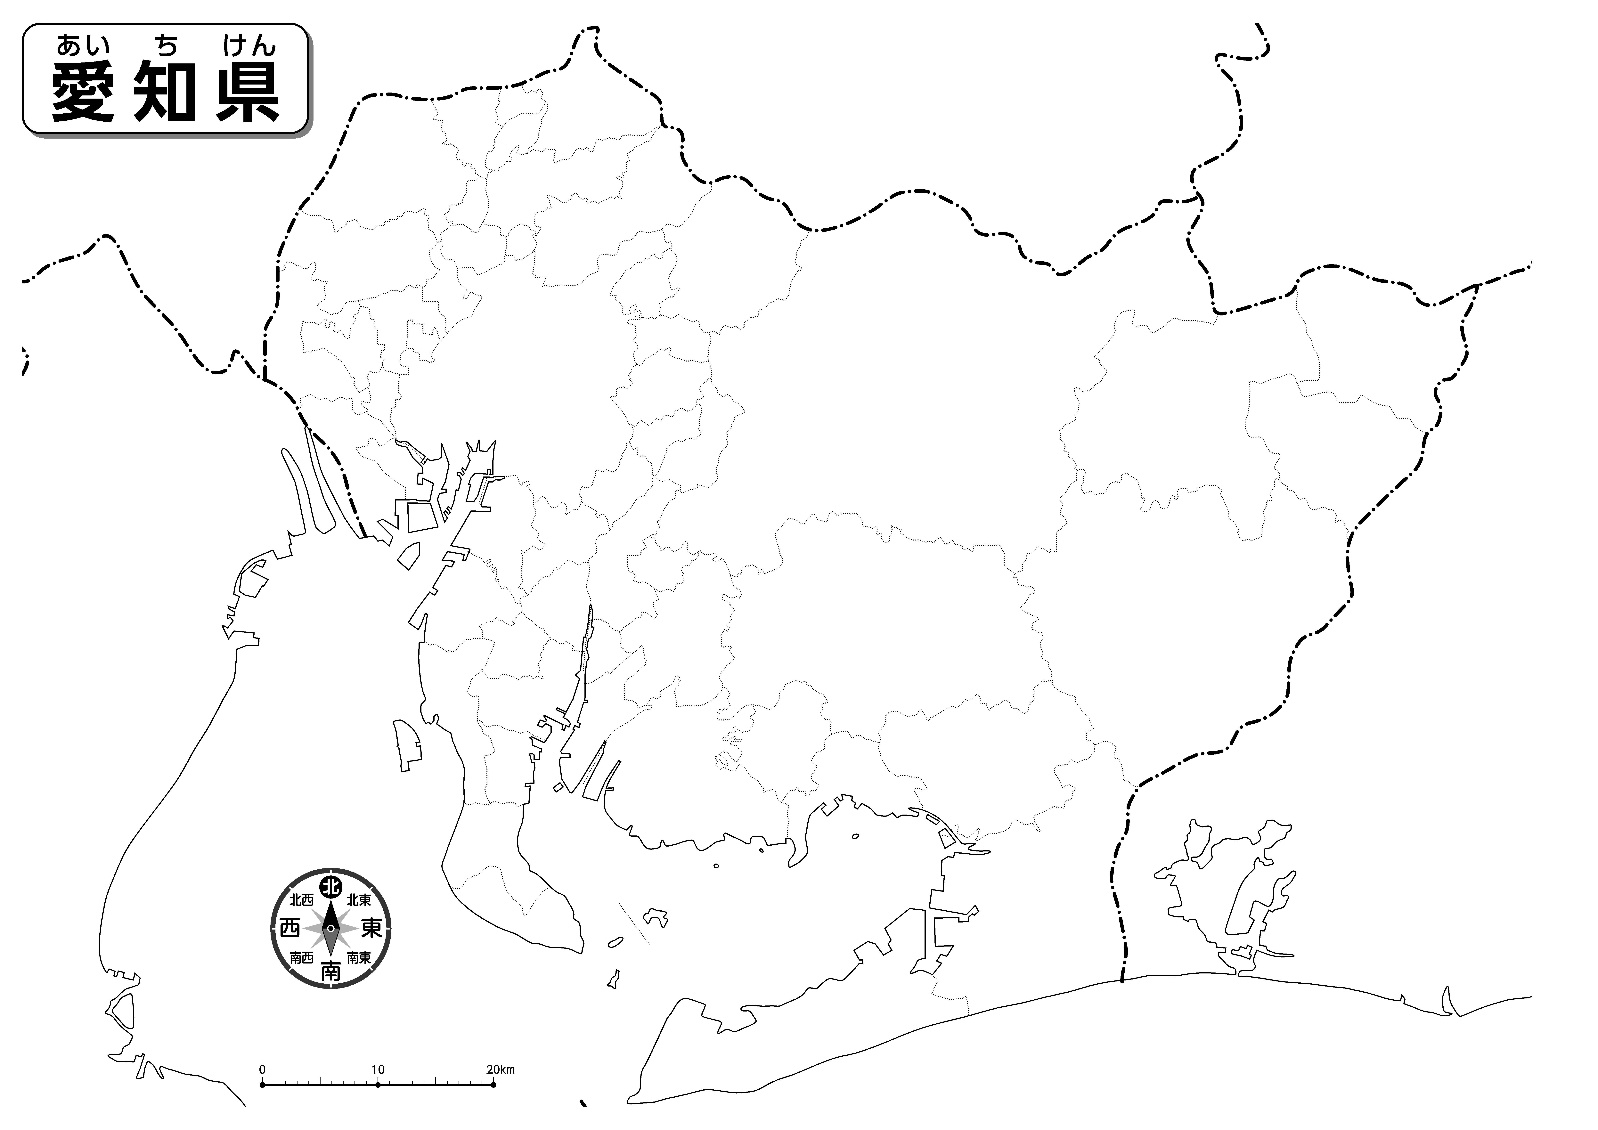 あい ち けん
愛知県
北
北西 北東
西 東
南西 南東
南
0 10 20km